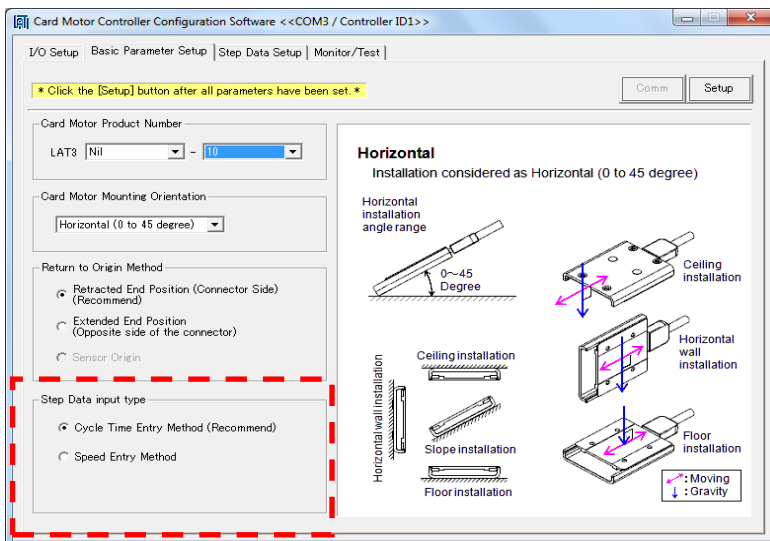 Card Motor Controller Configuration Software <<COM3 / Controller ID1>>
I/O Setup
Basic Parameter Setup
Step Data Setup
Monitor/Test
* Click the [Setup] button after all parameters have been set. *
Comm
Setup
Card Motor Product Number
LAT3
Nil
-
10
Card Motor Mounting Orientation
Horizontal (0 to 45 degree)
Return to Origin Method
Retracted End Position (Connector Side)
(Recommend)
Extended End Position
(Opposite side of the connector)
Sensor Origin
Step Data input type
Cycle Time Entry Method (Recommend)
Speed Entry Method
Horizontal
Installation considered as Horizontal (0 to 45 degree)
Horizontal
installation
angle range
0～45
Degree
Ceiling
installation
Horizontal
wall
installation
Ceiling installation
Horizontal wall installation
Slope installation
Floor installation
Floor
installation
:Moving
:Gravity